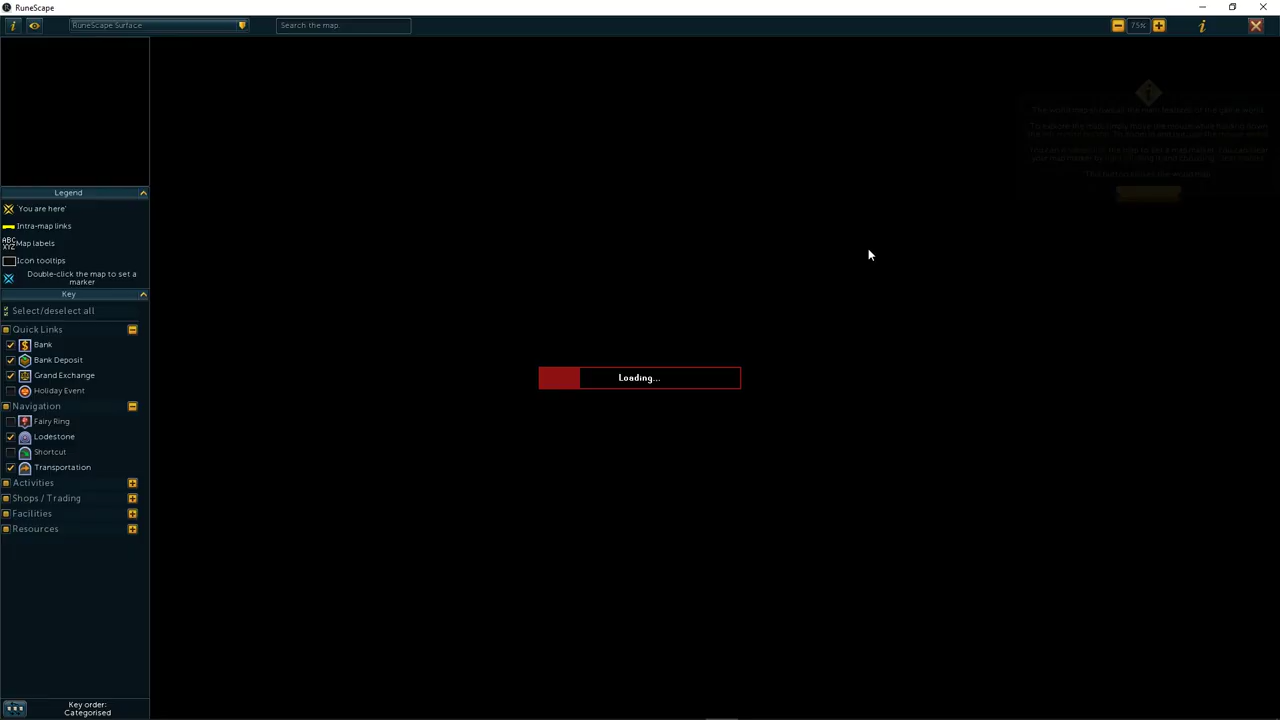 RuneScape
RuneScape Surface
Search the map.
75%
Legend
'You are here'
Intra-map links
ABC
XYZ
Map labels
Icon tooltips
Double-click the map to set a
marker
Key
Select/deselect all
Quick Links
Bank
Bank Deposit
Grand Exchange
Holiday Event
Navigation
Fairy Ring
Lodestone
Shortcut
Transportation
Activities
Shops / Trading
Facilities
Resources
Loading...
Key order:
Categorised